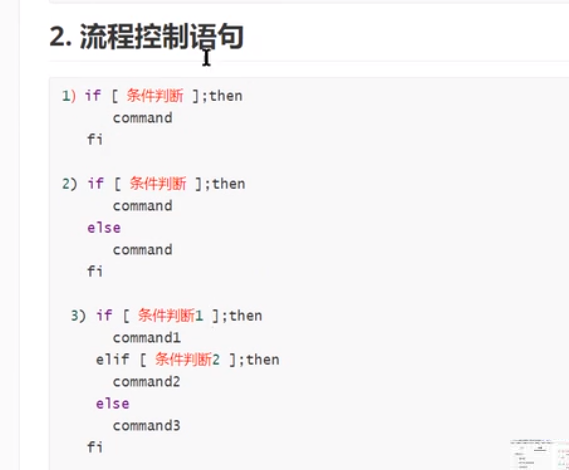 2. 流程控制语句
1) if [ 条件判断 ];then
command
fi
2) if [ 条件判断 ];then
command
else
command
fi
3) if [ 条件判断1 ];then
command1
elif [ 条件判断2 ];then
command2
else
command3
fi